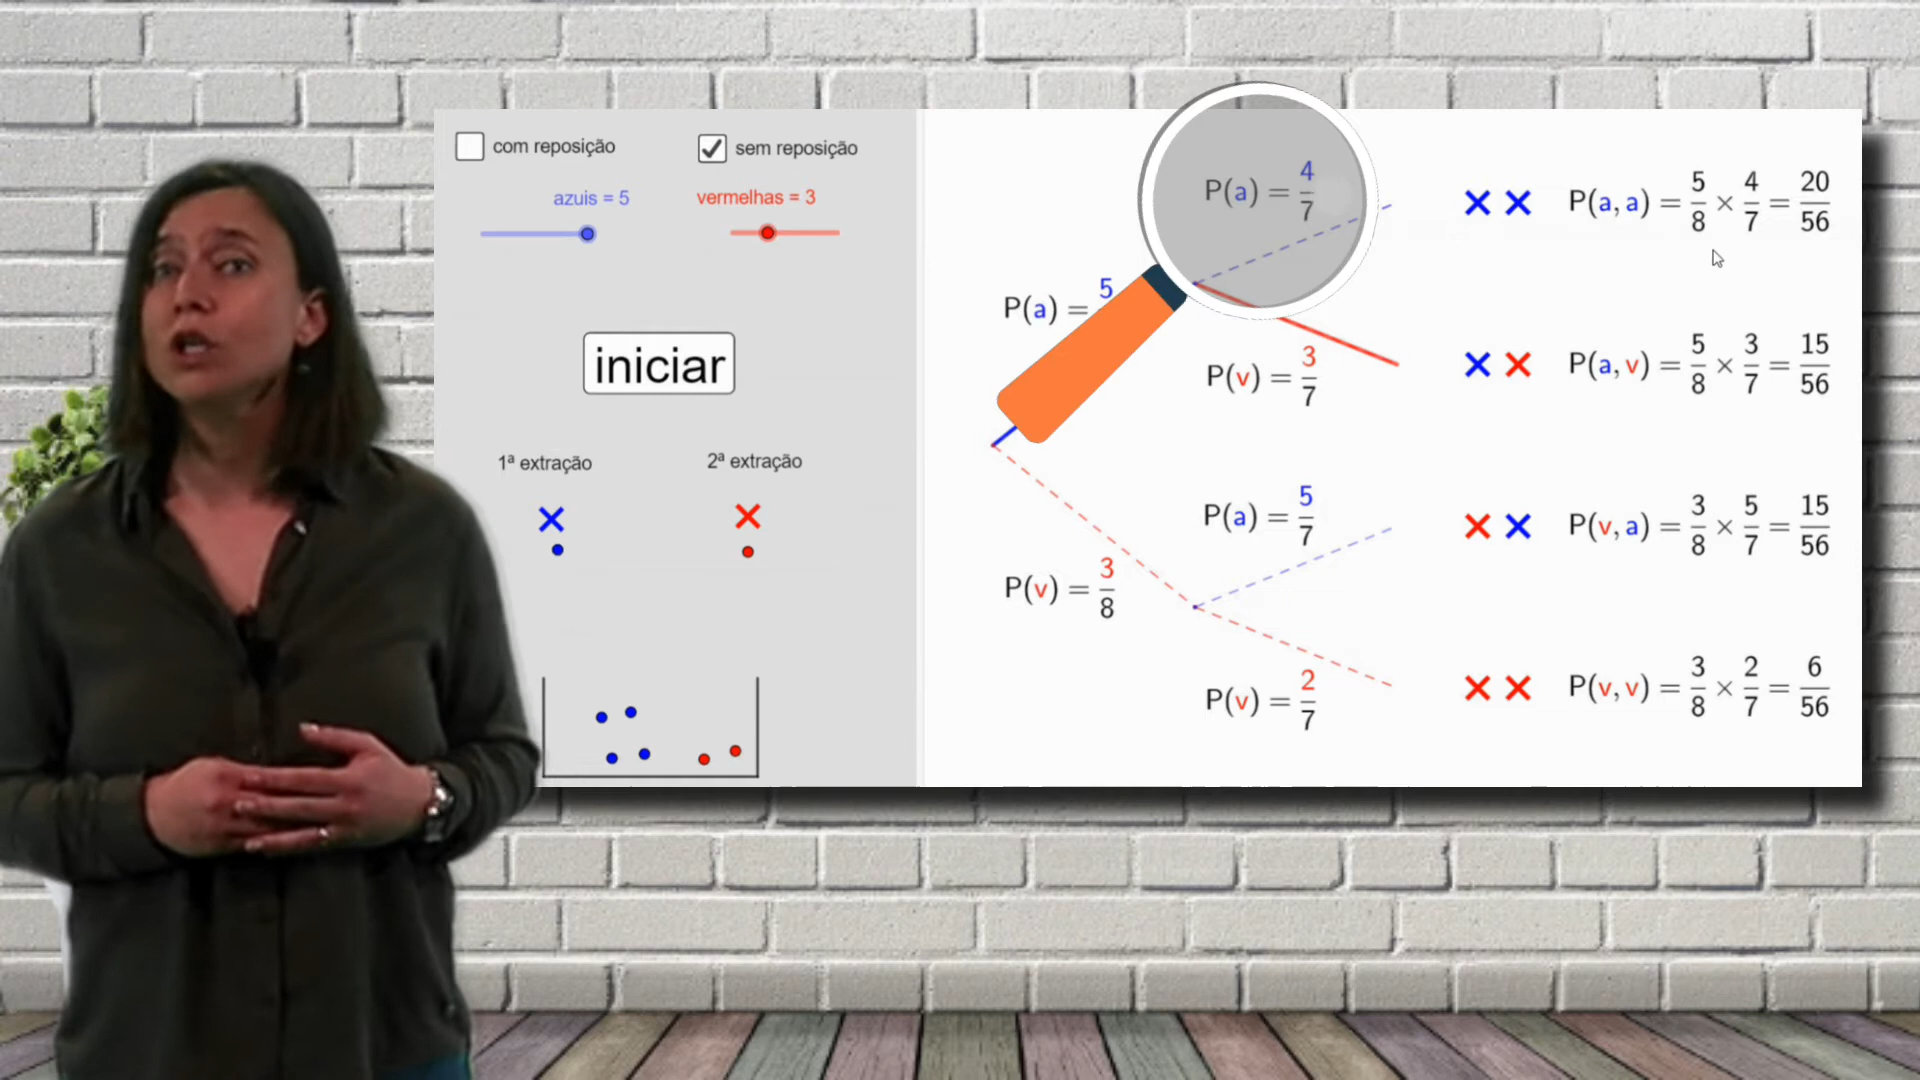 com reposição
sem reposição
azuis = 5
vermelhas = 3
iniciar
1ª extração
2ª extração
P(a) = 5
P(v) = 3/8
P(a) = 4/7
P(v) = 3/7
P(a) = 5/7
P(v) = 2/7
P(a, a) = 5/8 × 4/7 = 20/56
P(a, v) = 5/8 × 3/7 = 15/56
P(v, a) = 3/8 × 5/7 = 15/56
P(v, v) = 3/8 × 2/7 = 6/56